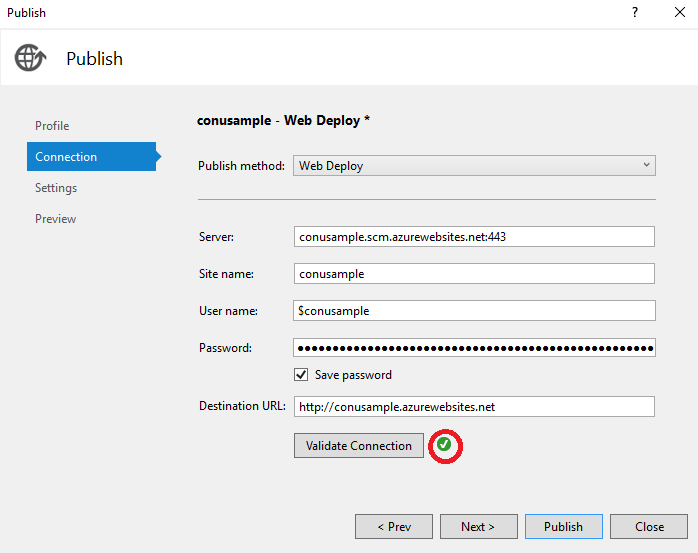 Publish
?
Publish
Profile
Connection
Settings
Preview
conusample - Web Deploy *
Publish method: Web Deploy
Server: conusample.scm.azurewebsites.net:443
Site name: conusample
User name: $conusample
Password: ••••••••••••••••••••••••••••••••••••••••••••••••••••
Save password
Destination URL: http://conusample.azurewebsites.net
Validate Connection
< Prev Next > Publish Close